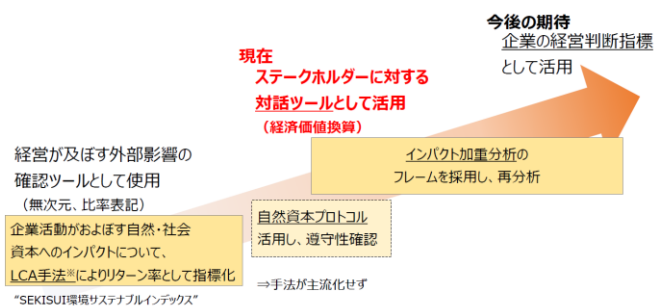 今後の期待
企業の経営判断指標
として活用
現在
ステークホルダーに対する
対話ツールとして活用
（経済価値換算）
インパクト加重分析の
フレームを採用し、再分析
経営が及ぼす外部影響の
確認ツールとして使用
（無次元、比率表記）
企業活動がおよぼす自然・社会
資本へのインパクトについて、
LCA手法※によりリターン率として指標化
"SEKISUI環境サステナブルインデックス"
自然資本プロトコル
活用し、遵守性確認
⇒手法が主流化せず